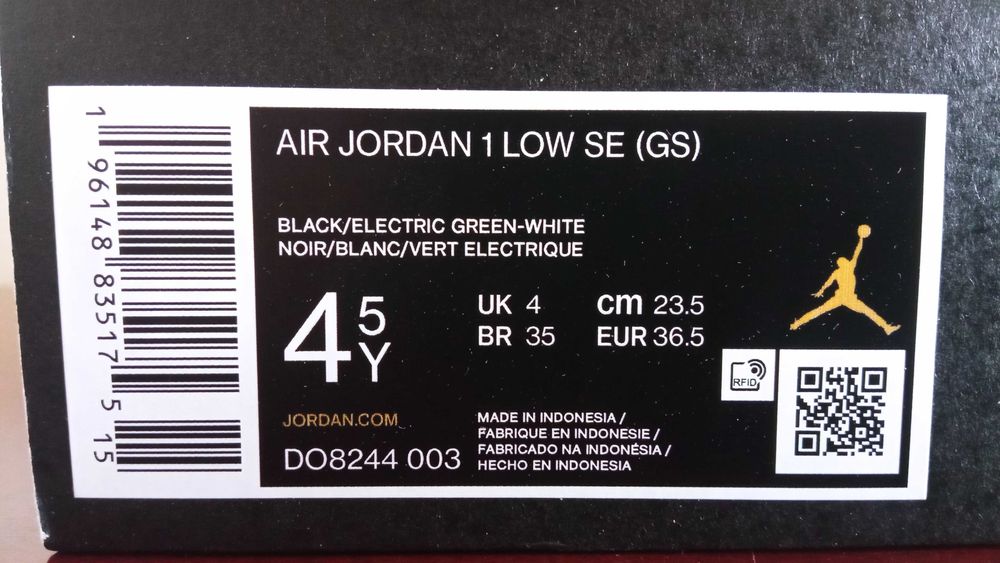 AIR JORDAN 1 LOW SE (GS)
BLACK/ELECTRIC GREEN-WHITE
NOIR/BLANC/VERT ELECTRIQUE
4 5Y
UK 4 cm 23.5
BR 35 EUR 36.5
RFID
JORDAN.COM
DO8244 003
MADE IN INDONESIA /
FABRIQUE EN INDONESIE /
FABRICADO NA INDONÉSIA /
HECHO EN INDONESIA
1 96148 83517 5 15